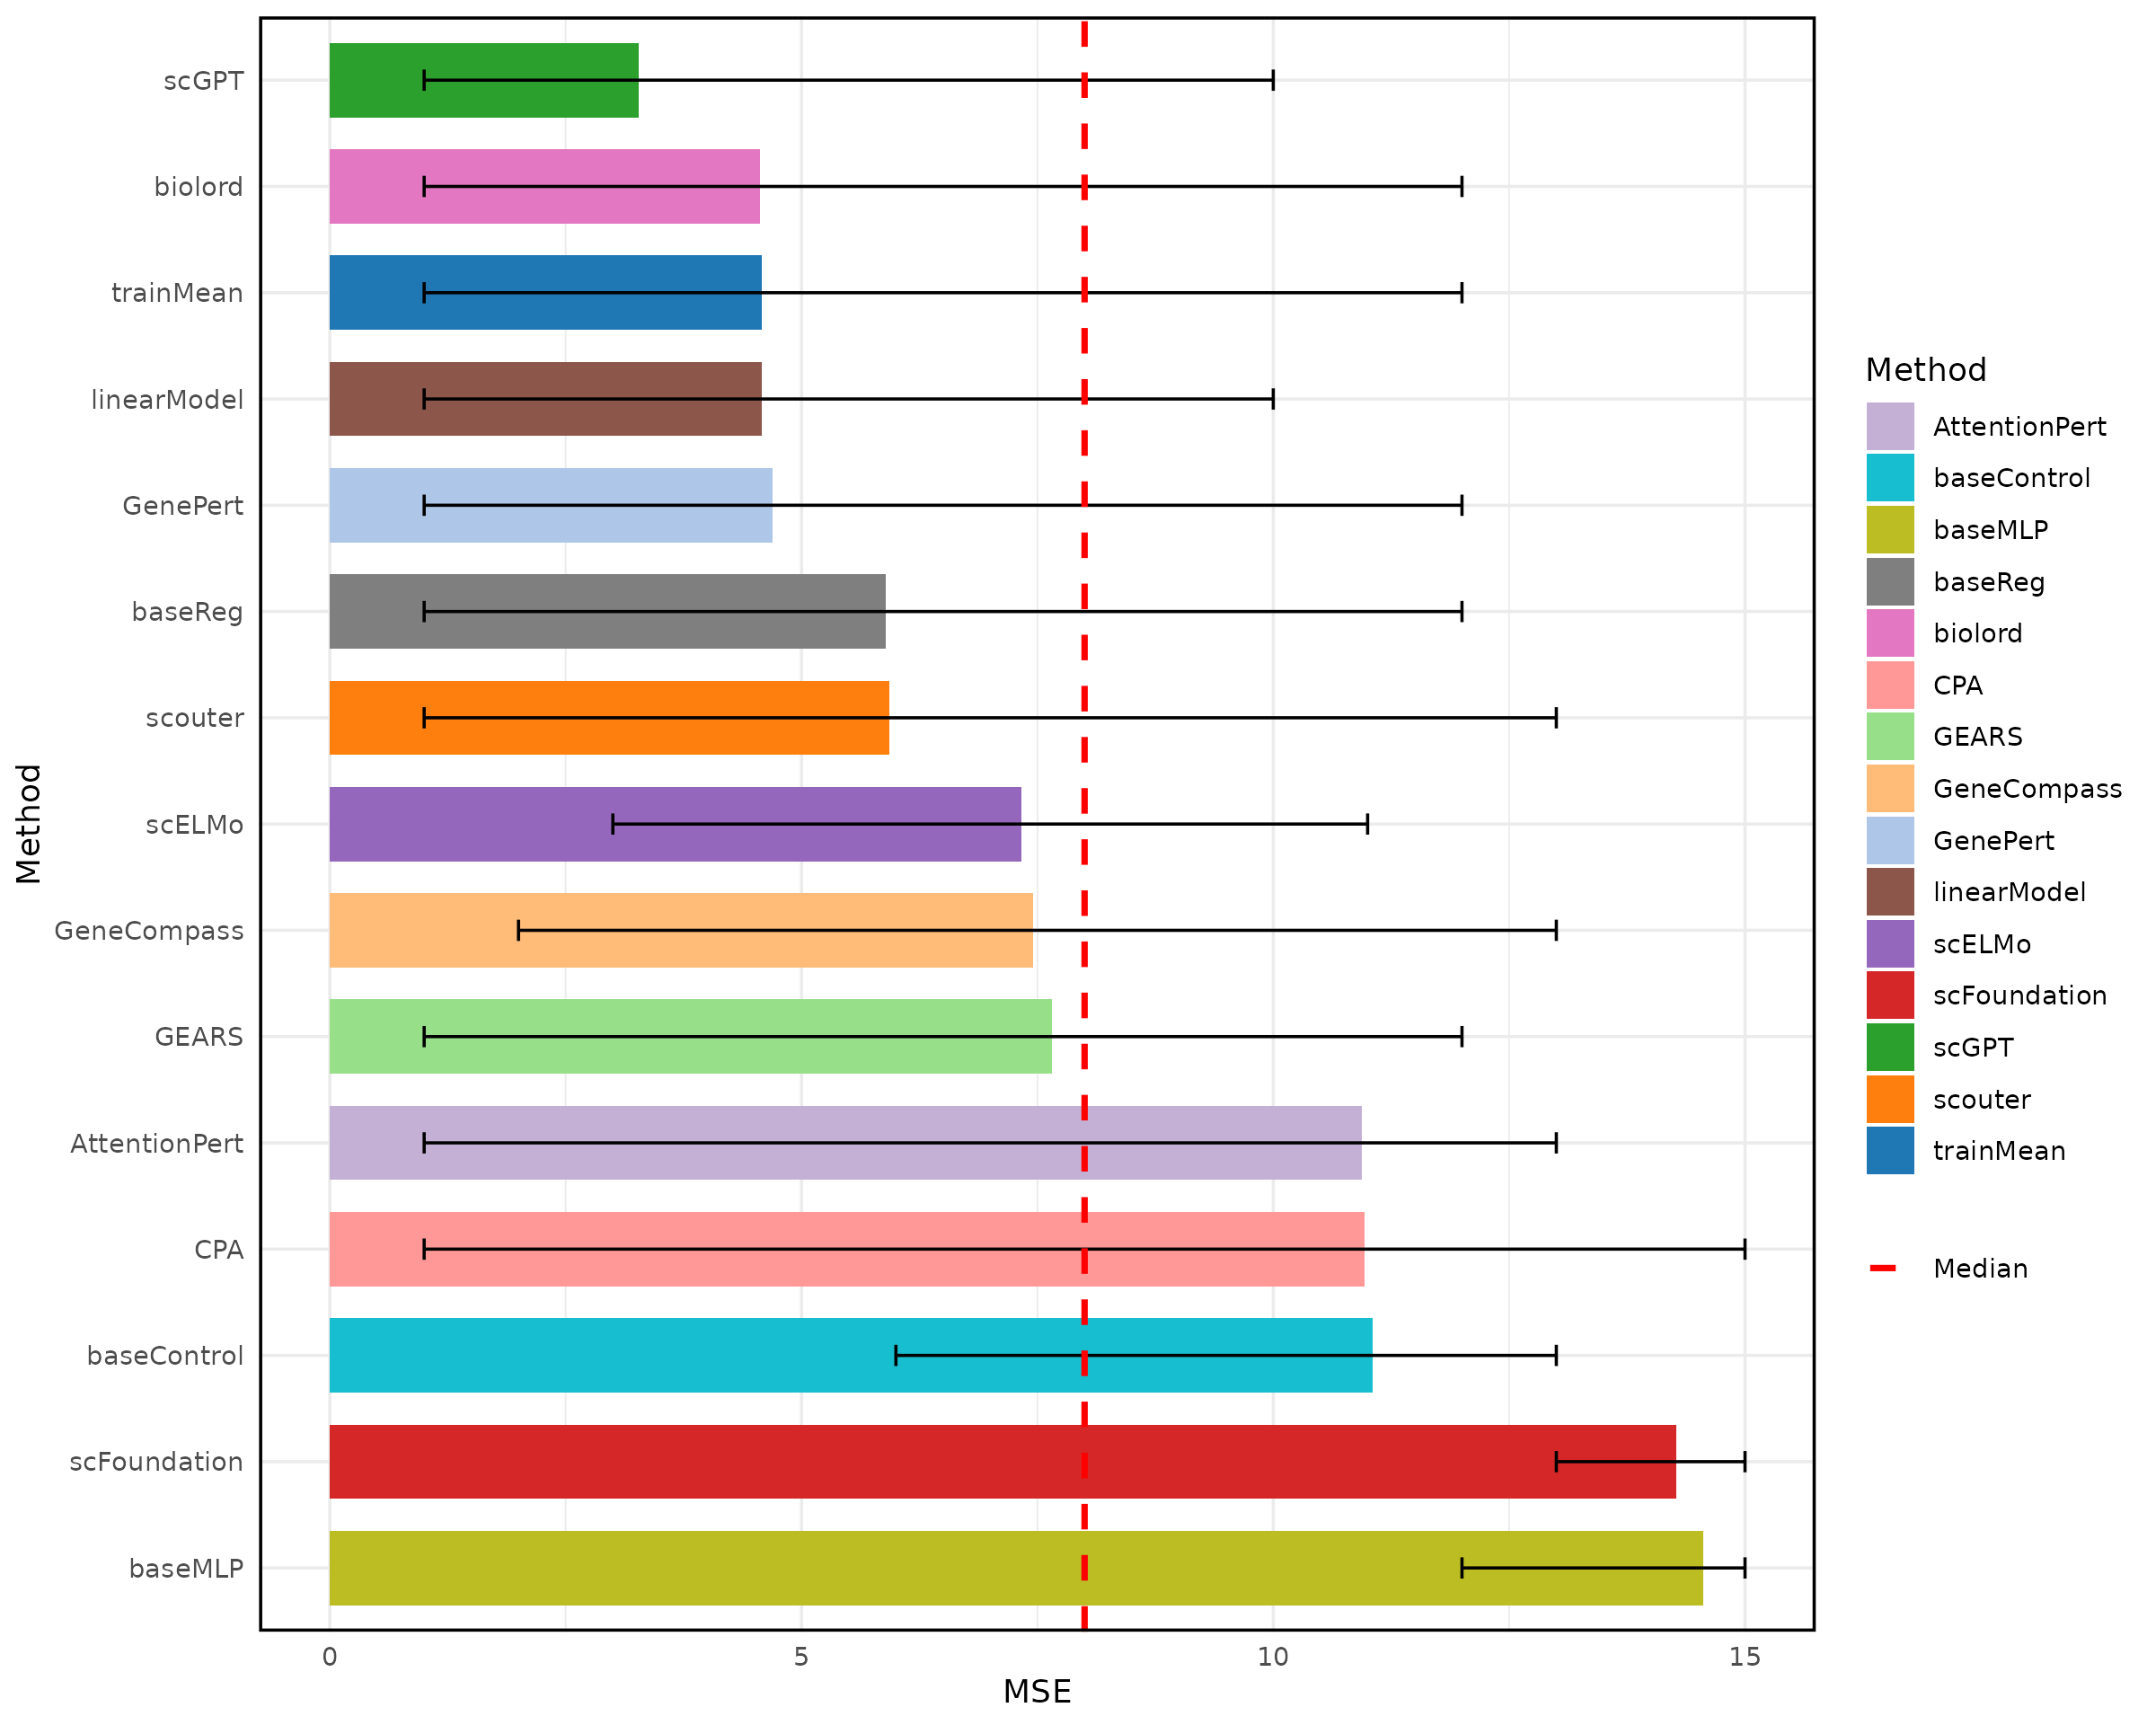 scGPT
biolord
trainMean
linearModel
GenePert
baseReg
scouter
scELMo
GeneCompass
GEARS
AttentionPert
CPA
baseControl
scFoundation
baseMLP
Method
0 5 10 15
MSE
Method
AttentionPert
baseControl
baseMLP
baseReg
biolord
CPA
GEARS
GeneCompass
GenePert
linearModel
scELMo
scFoundation
scGPT
scouter
trainMean
Median